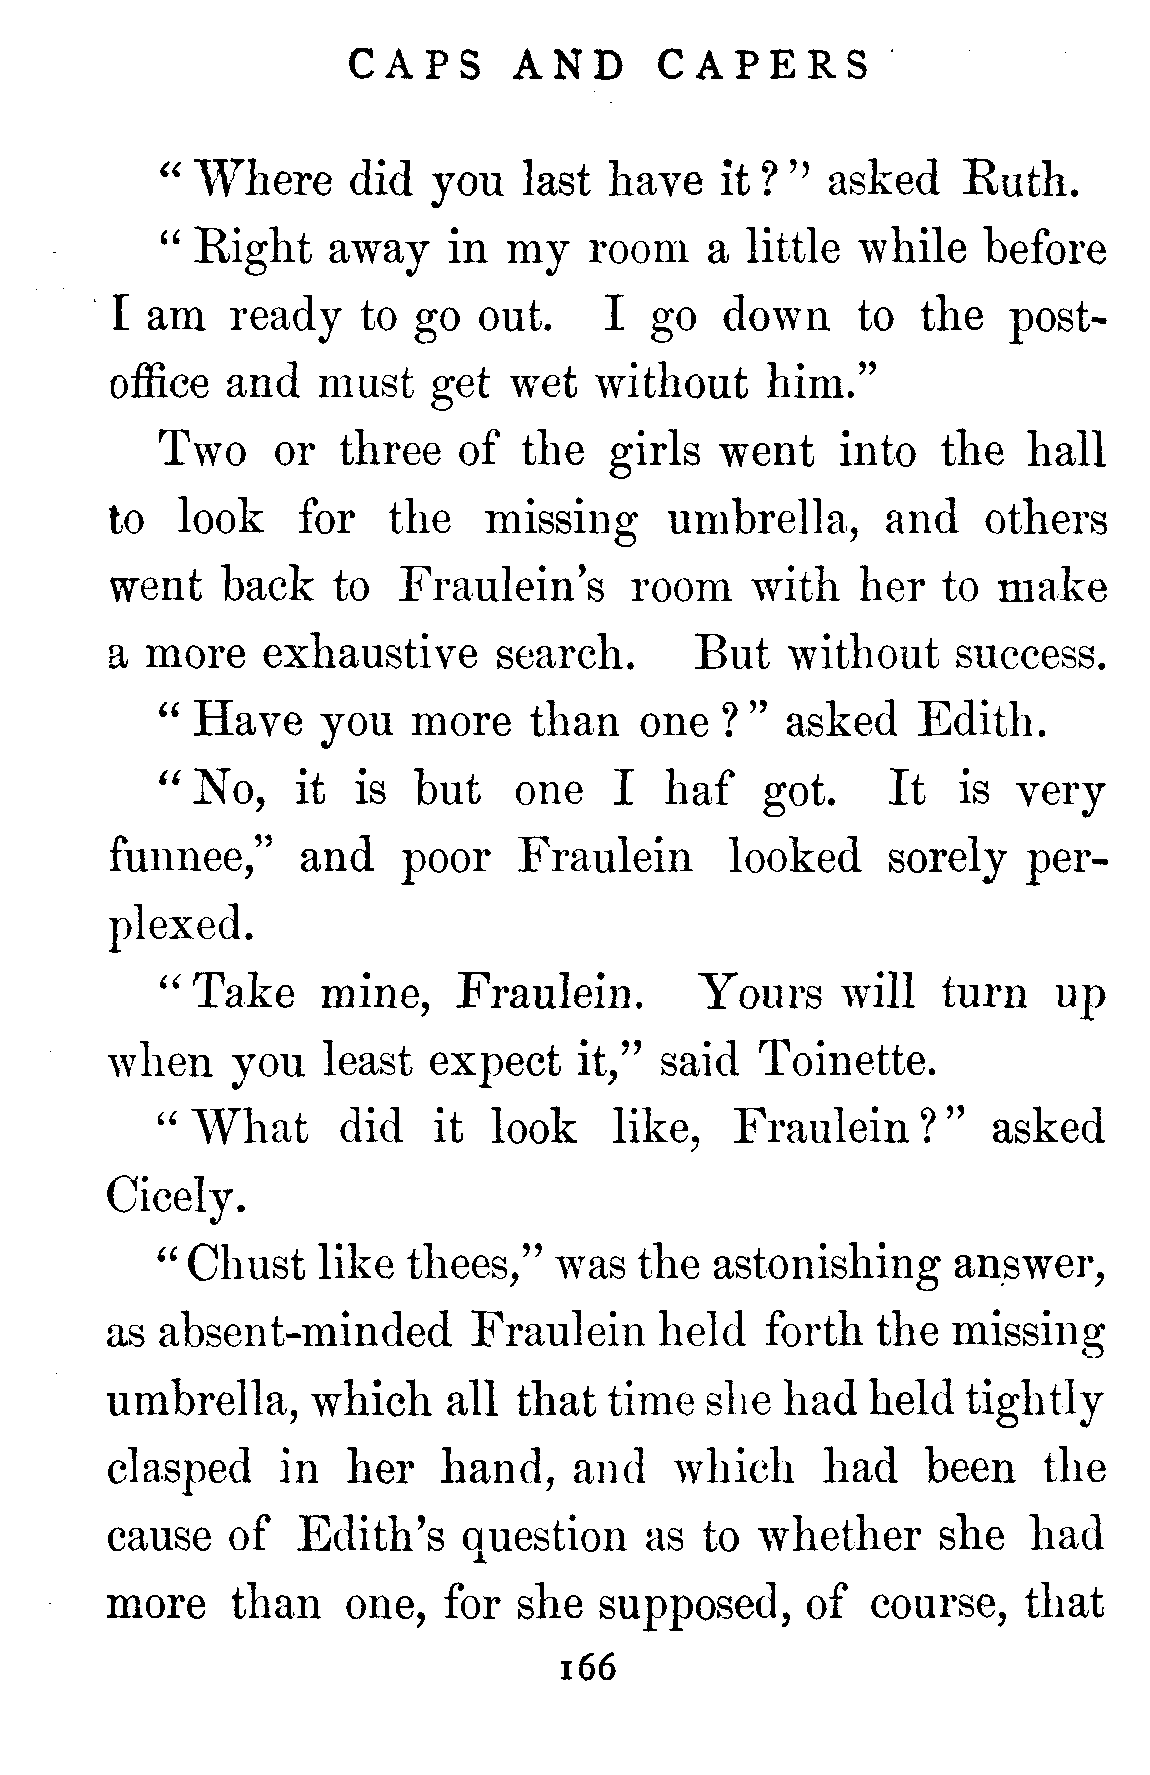 CAPS AND CAPERS
“Where did you last have it?” asked Ruth.
“Right away in my room a little while before
I am ready to go out. I go down to the post-
office and must get wet without him.”
Two or three of the girls went into the hall
to look for the missing umbrella, and others
went back to Fraulein’s room with her to make
a more exhaustive search. But without success.
“Have you more than one?” asked Edith.
“No, it is but one I haf got. It is very
funnee,” and poor Fraulein looked sorely per-
plexed.
“Take mine, Fraulein. Yours will turn up
when you least expect it,” said Toinette.
“What did it look like, Fraulein?” asked
Cicely.
“Chust like thees,” was the astonishing answer,
as absent-minded Fraulein held forth the missing
umbrella, which all that time she had held tightly
clasped in her hand, and which had been the
cause of Edith’s question as to whether she had
more than one, for she supposed, of course, that
166